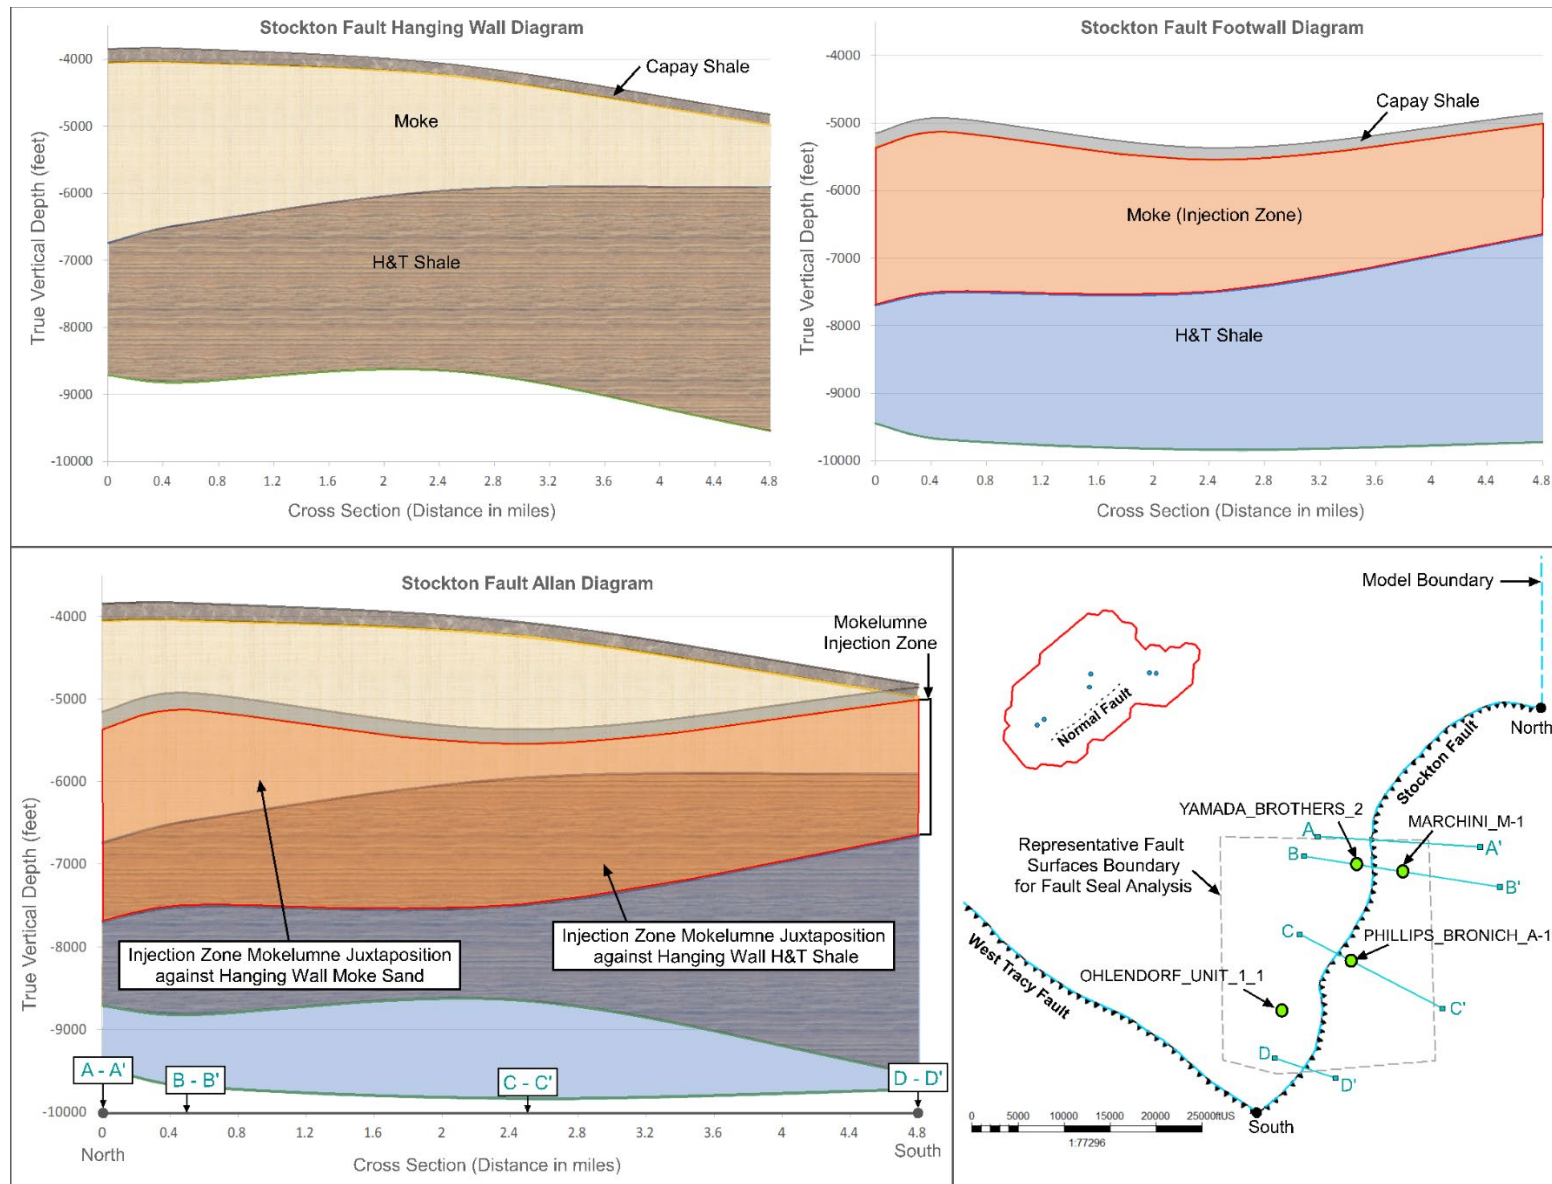 Stockton Fault Hanging Wall Diagram
-4000
-5000
-6000
-7000
-8000
-9000
-10000
True Vertical Depth (feet)
Capay Shale
Moke
H&T Shale
0 0.4 0.8 1.2 1.6 2 2.4 2.8 3.2 3.6 4 4.4 4.8
Cross Section (Distance in miles)
Stockton Fault Footwall Diagram
-4000
-5000
-6000
-7000
-8000
-9000
-10000
True Vertical Depth (feet)
Capay Shale
Moke (Injection Zone)
H&T Shale
0 0.4 0.8 1.2 1.6 2 2.4 2.8 3.2 3.6 4 4.4 4.8
Cross Section (Distance in miles)
Stockton Fault Allan Diagram
-4000
-5000
-6000
-7000
-8000
-9000
-10000
True Vertical Depth (feet)
Mokelumne
Injection Zone
Injection Zone Mokelumne Juxtaposition
against Hanging Wall Moke Sand
Injection Zone Mokelumne Juxtaposition
against Hanging Wall H&T Shale
A - A'
B - B'
C - C'
D - D'
0 0.4 0.8 1.2 1.6 2 2.4 2.8 3.2 3.6 4 4.4 4.8
North
South
Cross Section (Distance in miles)
Model Boundary
Normal Fault
North
Stockton Fault
YAMADA_BROTHERS_2
MARCHINI_M-1
Representative Fault
Surfaces Boundary
for Fault Seal Analysis
A
A'
B
B'
C
PHILLIPS_BRONICH_A-1
OHLENDORF_UNIT_1_1
C'
West Tracy Fault
D
D'
South
0 5000 10000 15000 20000 25000ftUS
1:77296